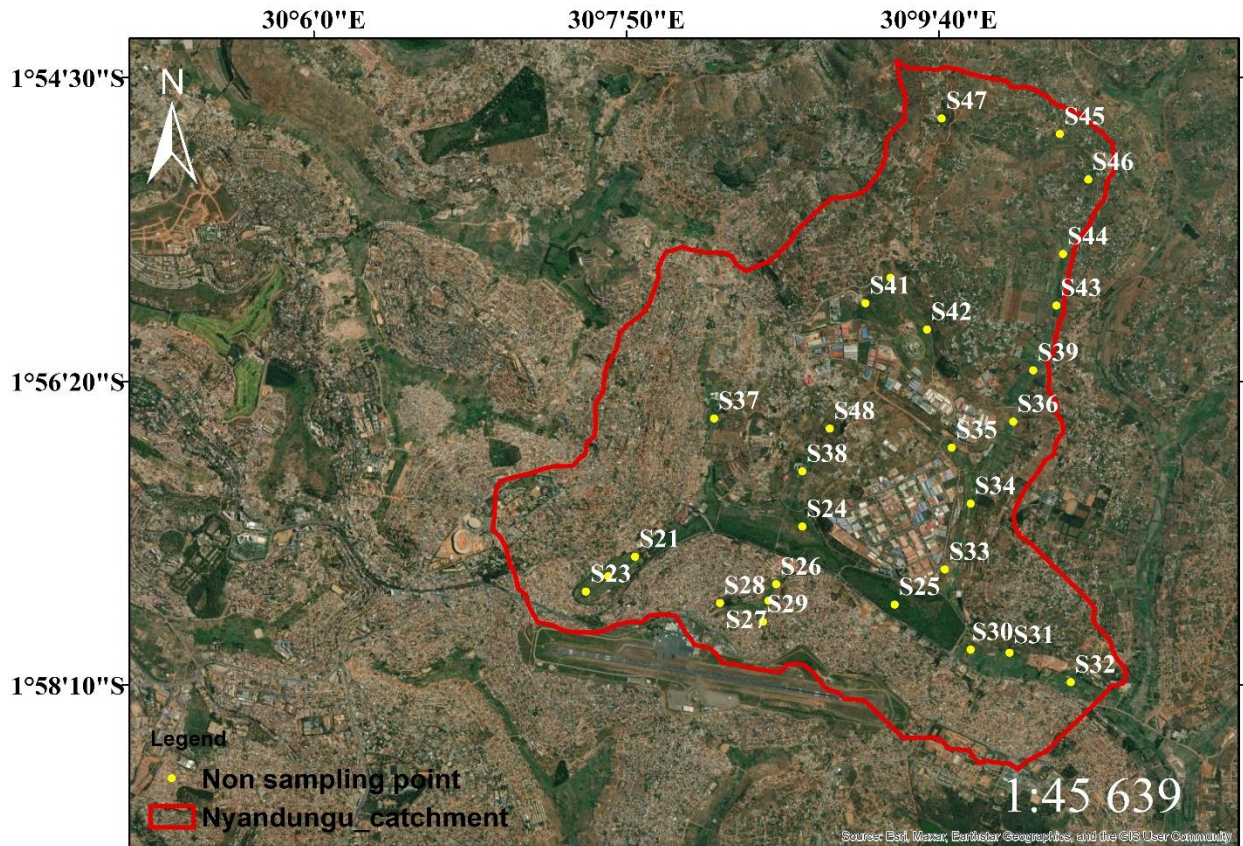 30°6'0"E 30°7'50"E 30°9'40"E
1°54'30"S
N
S47
S45
S46
S44
S41
S43
S42
1°56'20"S
S39
S37
S36
S48
S35
S38
S34
S24
S21
S33
S23
S26
S28
S29
S25
S27
S30
S31
S32
1°58'10"S
Legend
Non sampling point
Nyandungu_catchment
1:45 639
Source: Esri, Maxar, Earthstar Geographics, and the GIS User Community